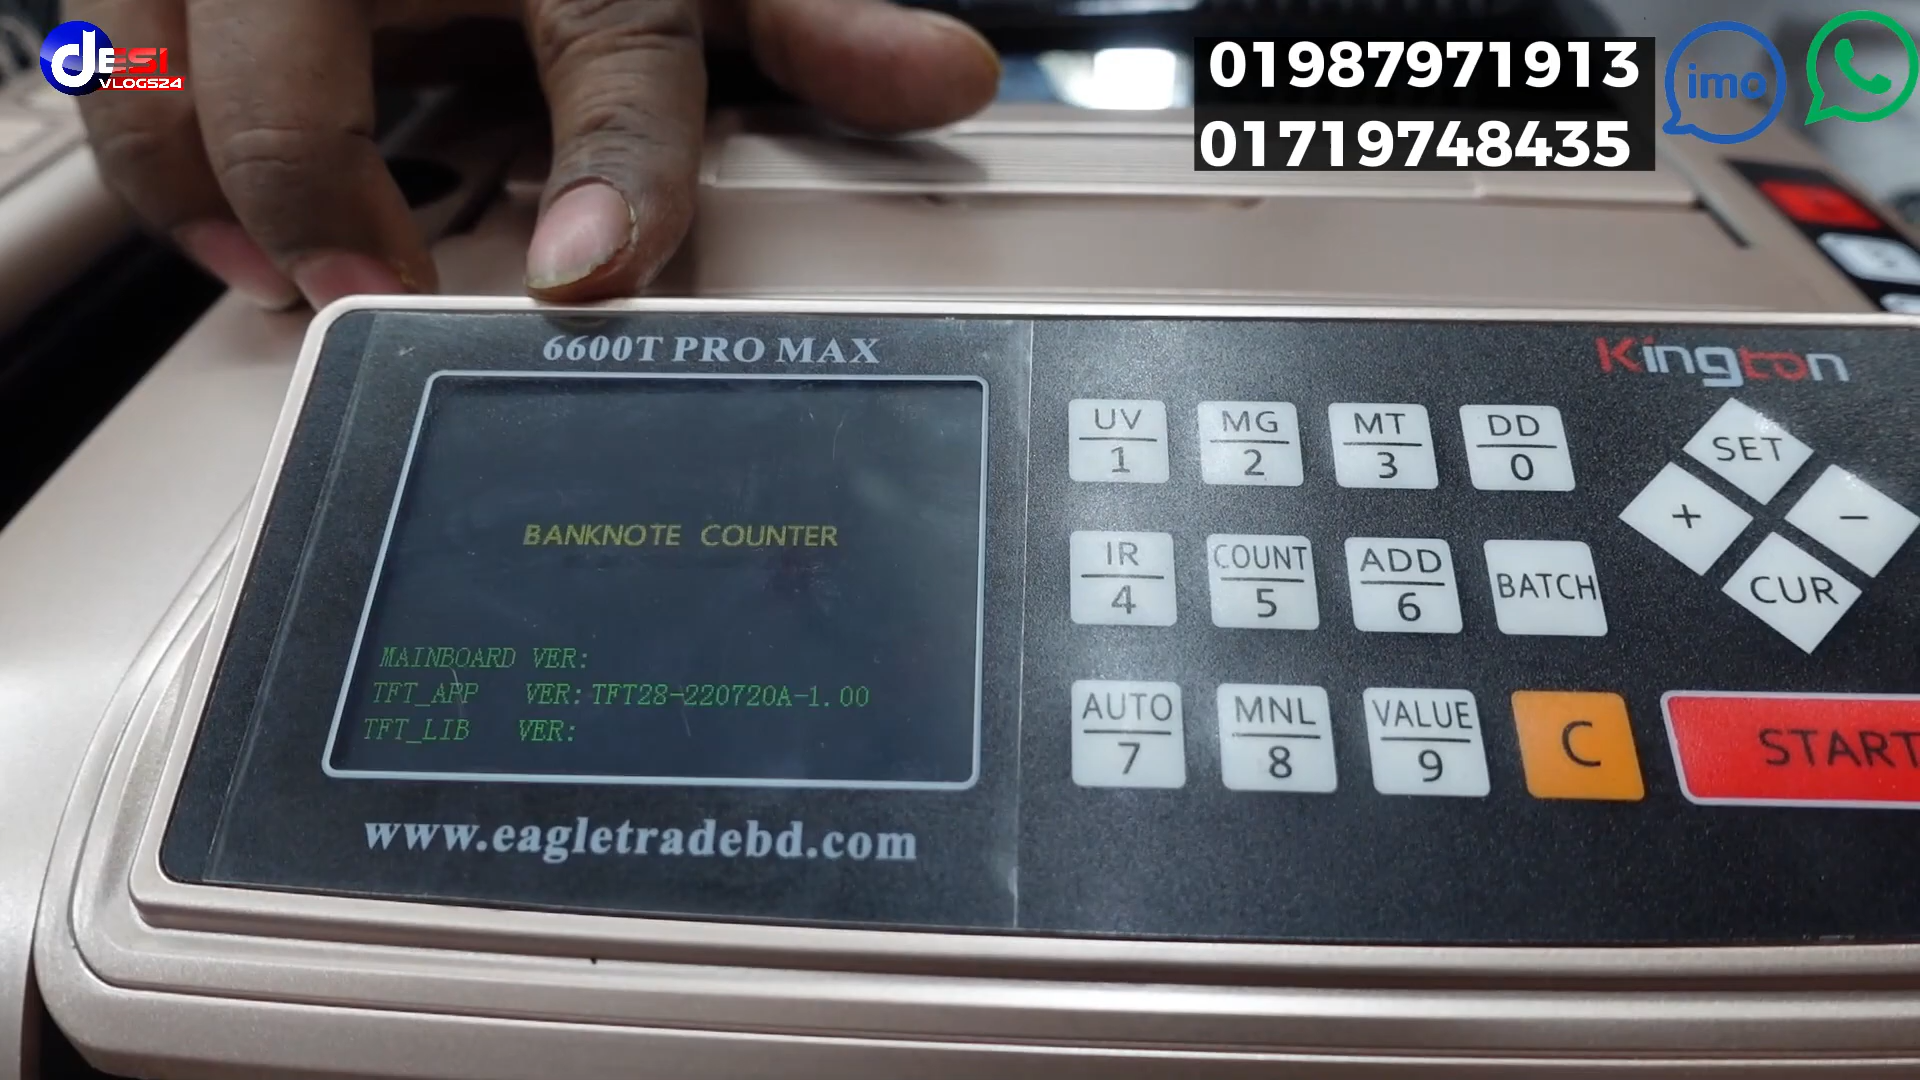 dESI
VLOGS24
01987971913
01719748435
imo
6600T PRO MAX
Kington
BANKNOTE COUNTER
MAINBOARD VER:
TFT_APP VER: TFT28-220720A-1.00
TFT_LIB VER:
www.eagletradebd.com
UV
1
MG
2
MT
3
DD
0
SET
+
-
CUR
IR
4
COUNT
5
ADD
6
BATCH
AUTO
7
MNL
8
VALUE
9
C
START